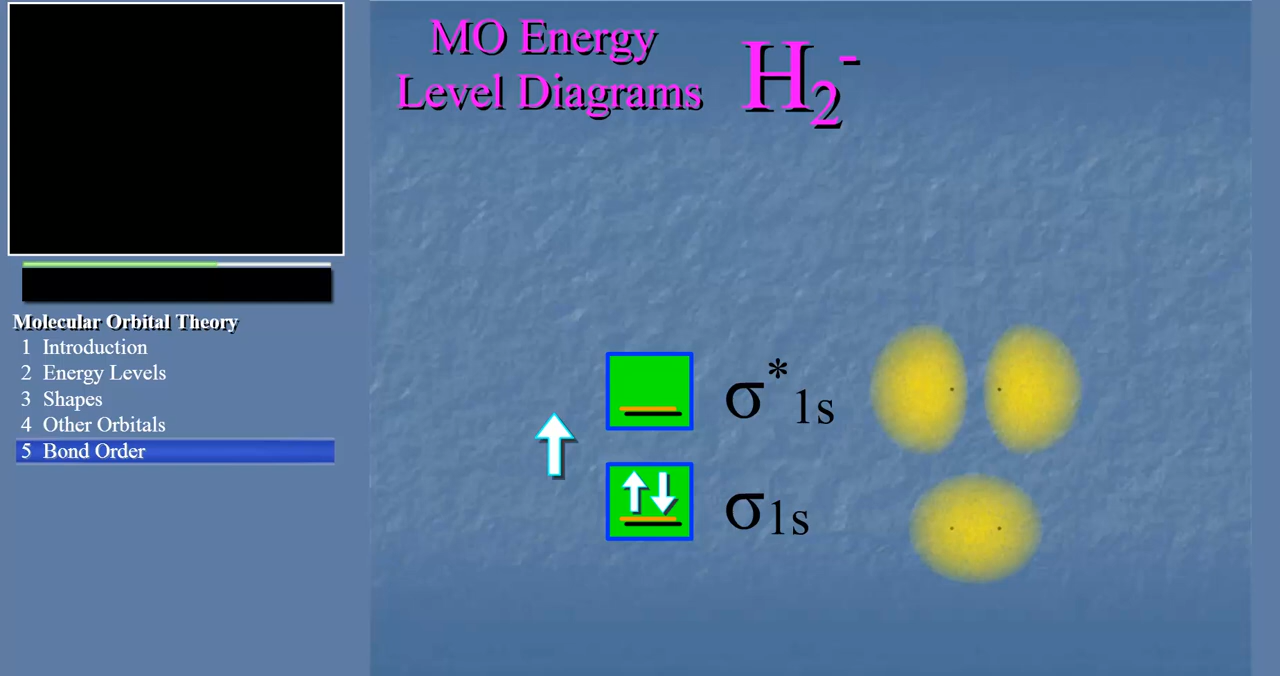 MO Energy
Level Diagrams
H₂⁻
Molecular Orbital Theory
1 Introduction
2 Energy Levels
3 Shapes
4 Other Orbitals
5 Bond Order
σ*1s
σ1s